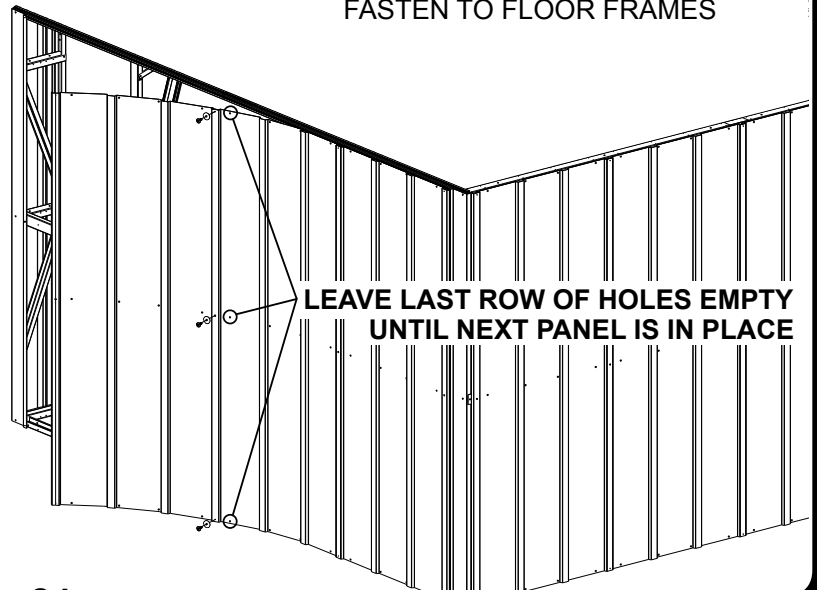 FASTEN TO FLOOR FRAMES
LEAVE LAST ROW OF HOLES EMPTY
UNTIL NEXT PANEL IS IN PLACE